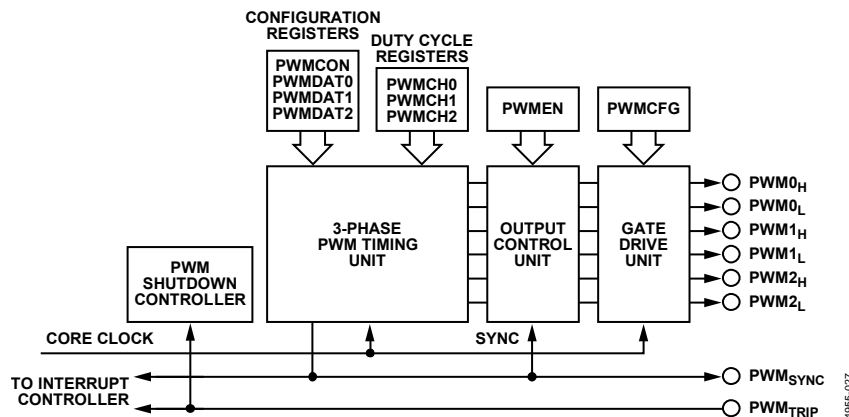 CONFIGURATION
REGISTERS
DUTY CYCLE
REGISTERS
PWMCON
PWMDAT0
PWMDAT1
PWMDAT2
PWMCH0
PWMCH1
PWMCH2
PWMEN
PWMCFG
3-PHASE
PWM TIMING
UNIT
OUTPUT
CONTROL
UNIT
GATE
DRIVE
UNIT
PWM0H
PWM0L
PWM1H
PWM1L
PWM2H
PWM2L
PWM
SHUTDOWN
CONTROLLER
CORE CLOCK
SYNC
TO INTERRUPT
CONTROLLER
PWMSYNC
PWMTRIP